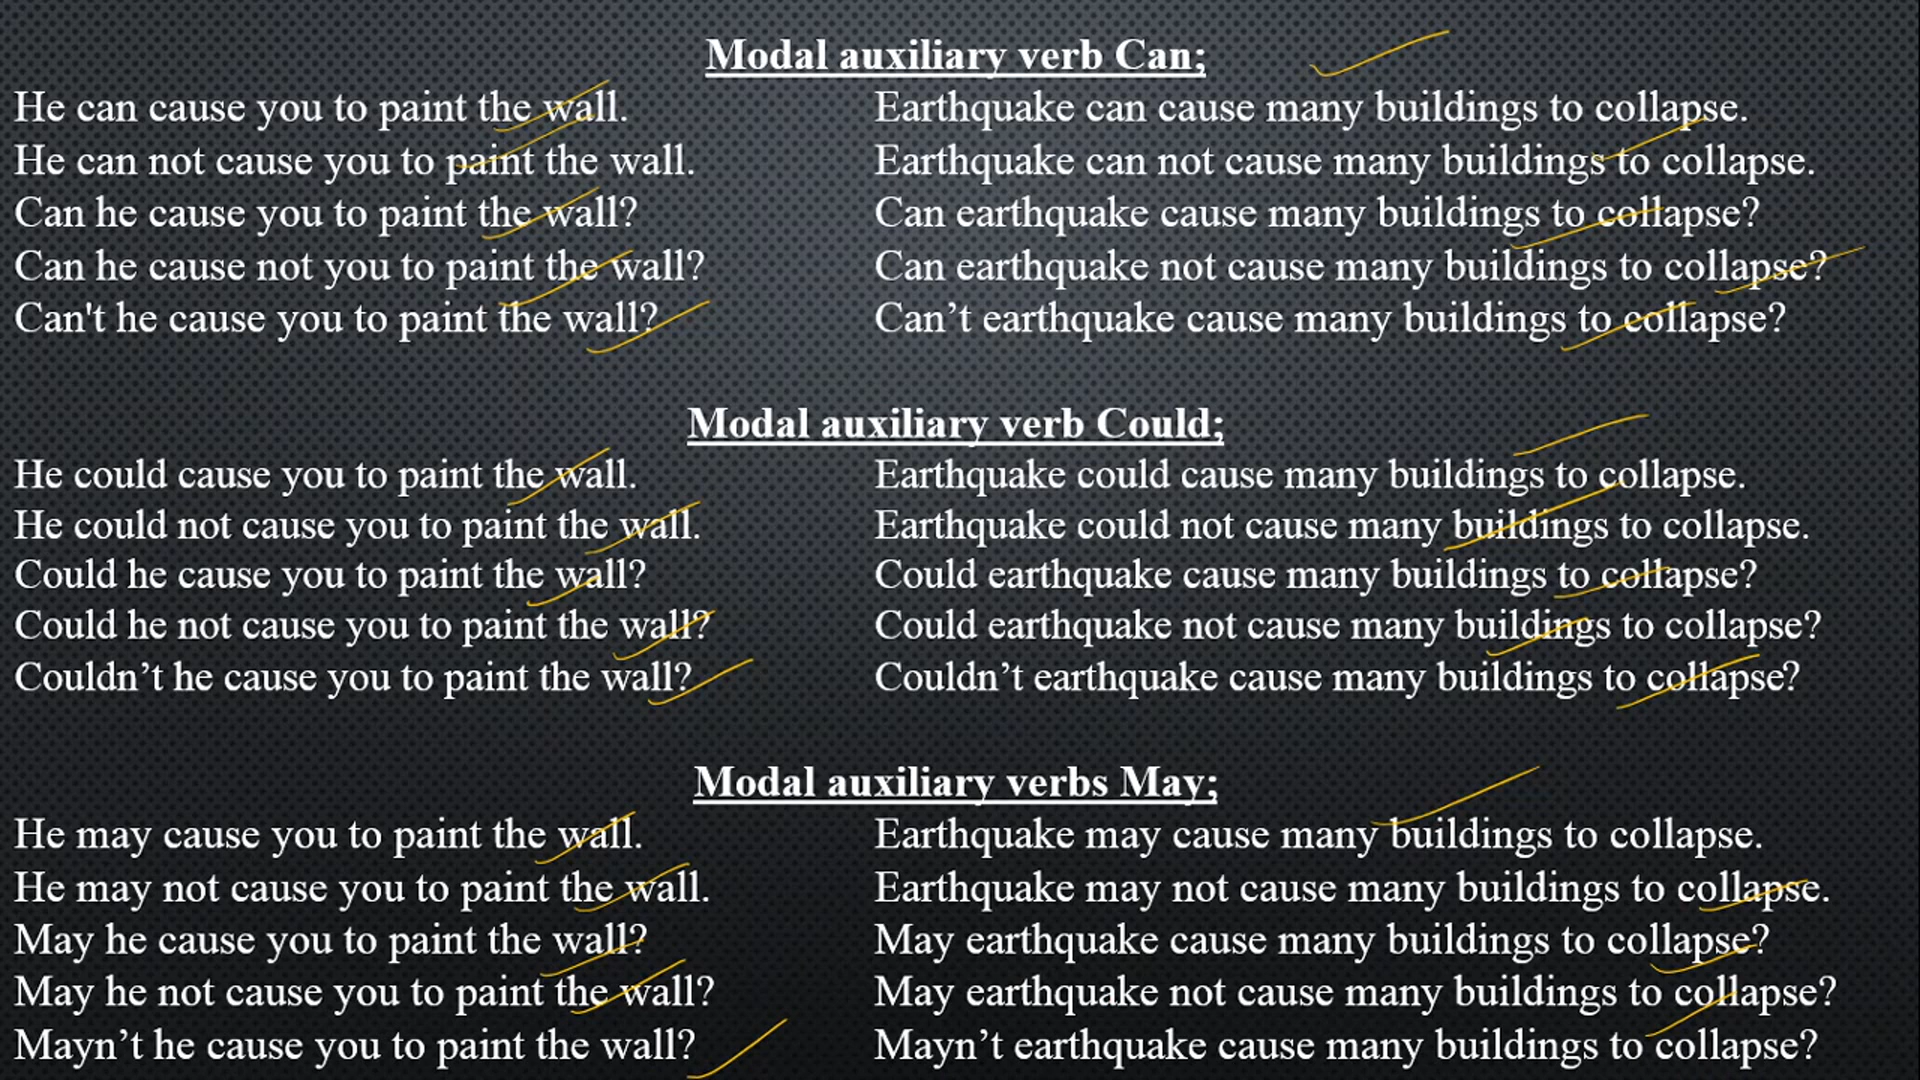 Modal auxiliary verb Can;
He can cause you to paint the wall.
Earthquake can cause many buildings to collapse.
He can not cause you to paint the wall.
Earthquake can not cause many buildings to collapse.
Can he cause you to paint the wall?
Can earthquake cause many buildings to collapse?
Can he cause not you to paint the wall?
Can earthquake not cause many buildings to collapse?
Can't he cause you to paint the wall?
Can’t earthquake cause many buildings to collapse?
Modal auxiliary verb Could;
He could cause you to paint the wall.
Earthquake could cause many buildings to collapse.
He could not cause you to paint the wall.
Earthquake could not cause many buildings to collapse.
Could he cause you to paint the wall?
Could earthquake cause many buildings to collapse?
Could he not cause you to paint the wall?
Could earthquake not cause many buildings to collapse?
Couldn’t he cause you to paint the wall?
Couldn’t earthquake cause many buildings to collapse?
Modal auxiliary verbs May;
He may cause you to paint the wall.
Earthquake may cause many buildings to collapse.
He may not cause you to paint the wall.
Earthquake may not cause many buildings to collapse.
May he cause you to paint the wall?
May earthquake cause many buildings to collapse?
May he not cause you to paint the wall?
May earthquake not cause many buildings to collapse?
Mayn’t he cause you to paint the wall?
Mayn’t earthquake cause many buildings to collapse?